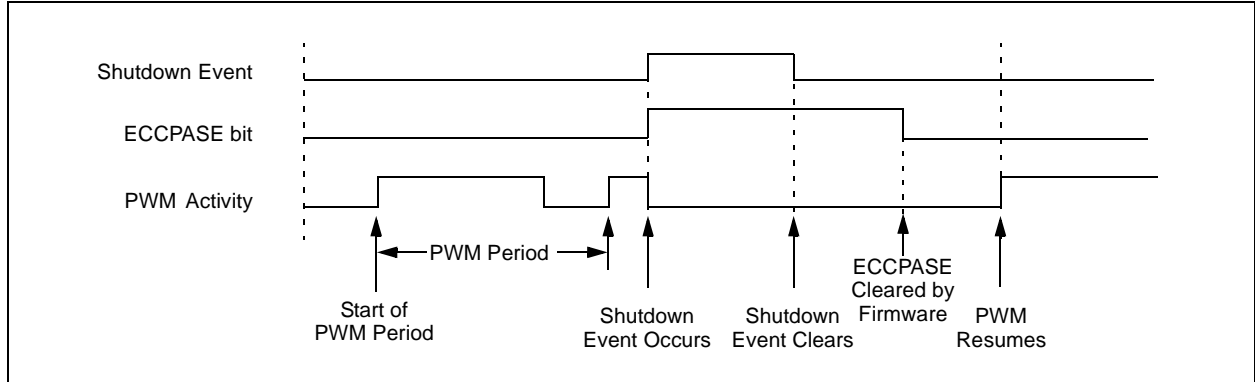 Shutdown Event
ECCPASE bit
PWM Activity
PWM Period
Start of
PWM Period
Shutdown
Event Occurs
Shutdown
Event Clears
ECCPASE
Cleared by
Firmware
PWM
Resumes